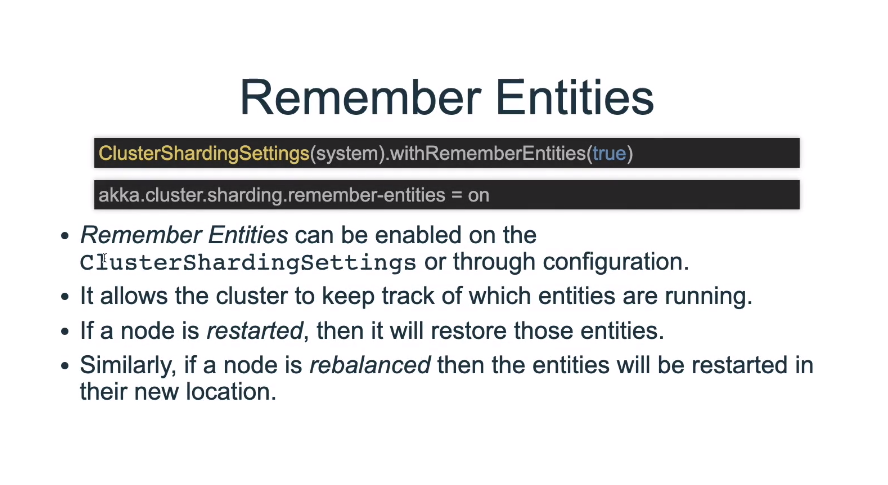 Remember Entities
ClusterShardingSettings(system).withRememberEntities(true)
akka.cluster.sharding.remember-entities = on
• Remember Entities can be enabled on the
ClusterShardingSettings or through configuration.
• It allows the cluster to keep track of which entities are running.
• If a node is restarted, then it will restore those entities.
• Similarly, if a node is rebalanced then the entities will be restarted in
their new location.